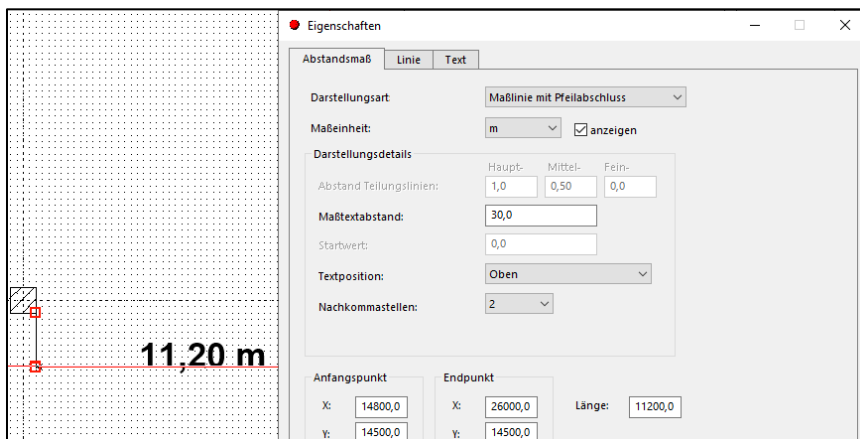 Eigenschaften
Abstandsmaß Linie Text
Darstellungsart Maßlinie mit Pfeilabschluss
Maßeinheit: m anzeigen
Darstellungsdetails
Haupt- Mittel- Fein-
Abstand Teilungslinien: 1,0 0,50 0,0
Maßtextabstand: 30,0
Startwert: 0,0
Textposition: Oben
Nachkommastellen: 2
11,20 m
Anfangspunkt Endpunkt
X: 14800,0 X: 26000,0 Länge: 11200,0
Y: 14500,0 Y: 14500,0